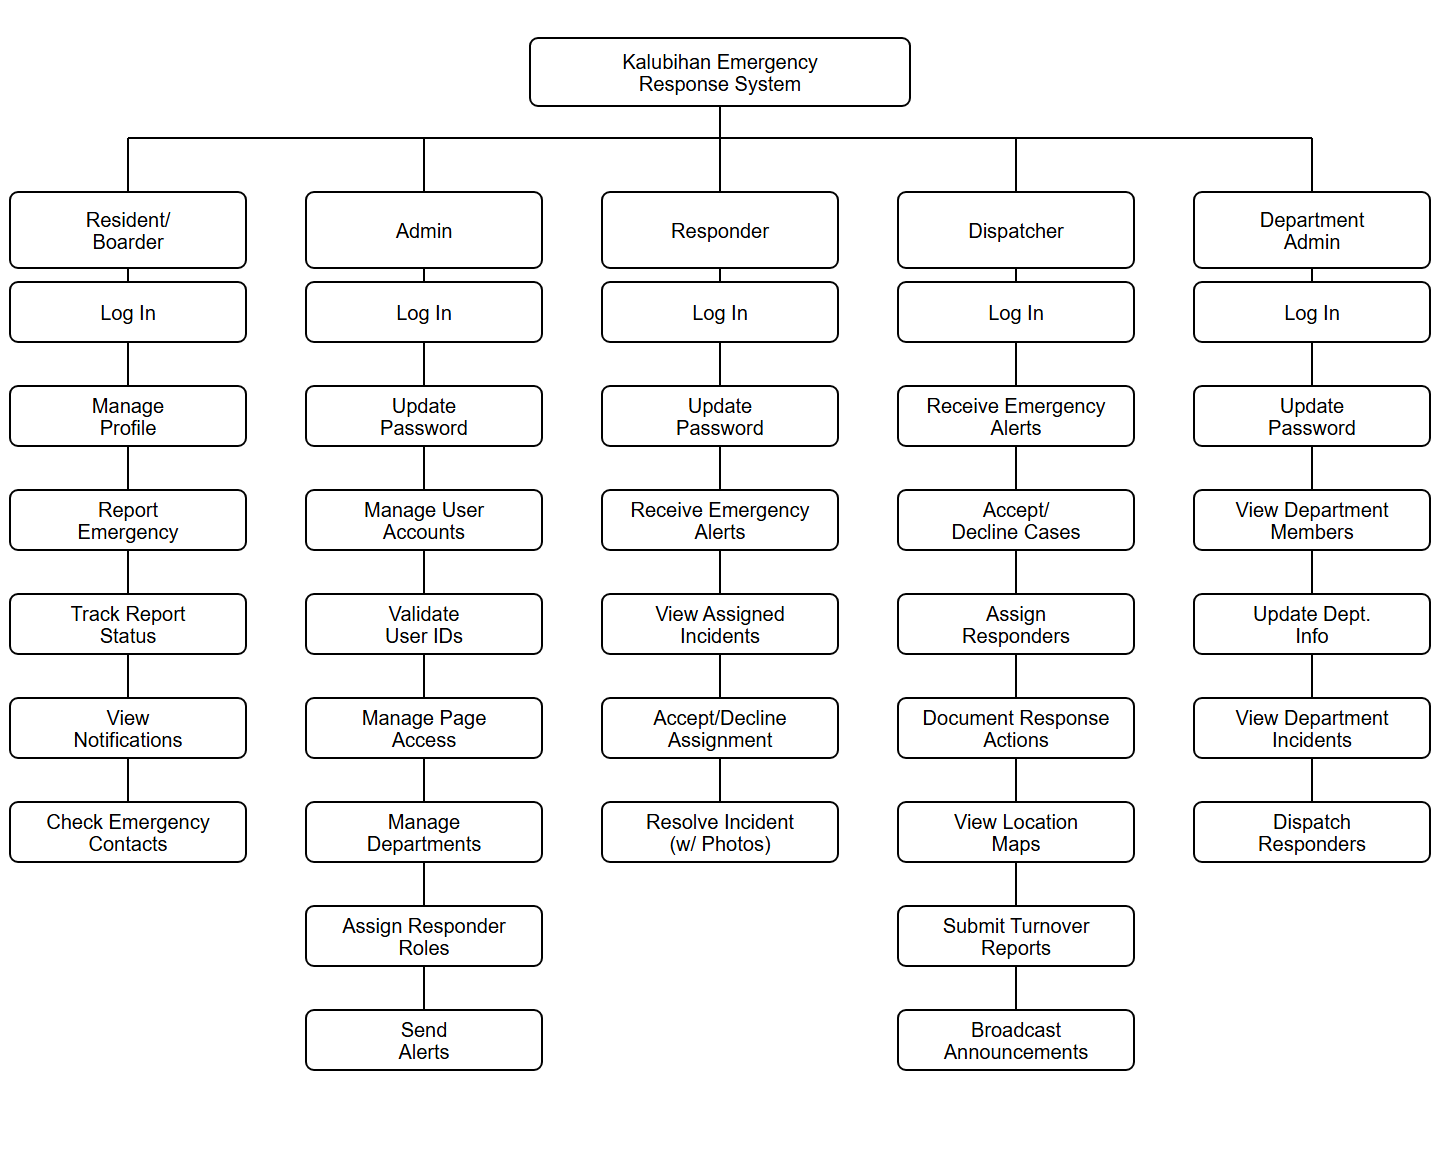 Kalubihan Emergency
Response System
Resident/
Boarder
Admin
Responder
Dispatcher
Department
Admin
Log In
Log In
Log In
Log In
Log In
Manage
Profile
Update
Password
Update
Password
Receive Emergency
Alerts
Update
Password
Report
Emergency
Manage User
Accounts
Receive Emergency
Alerts
Accept/
Decline Cases
View Department
Members
Track Report
Status
Validate
User IDs
View Assigned
Incidents
Assign
Responders
Update Dept.
Info
View
Notifications
Manage Page
Access
Accept/Decline
Assignment
Document Response
Actions
View Department
Incidents
Check Emergency
Contacts
Manage
Departments
Resolve Incident
(w/ Photos)
View Location
Maps
Dispatch
Responders
Assign Responder
Roles
Submit Turnover
Reports
Send
Alerts
Broadcast
Announcements